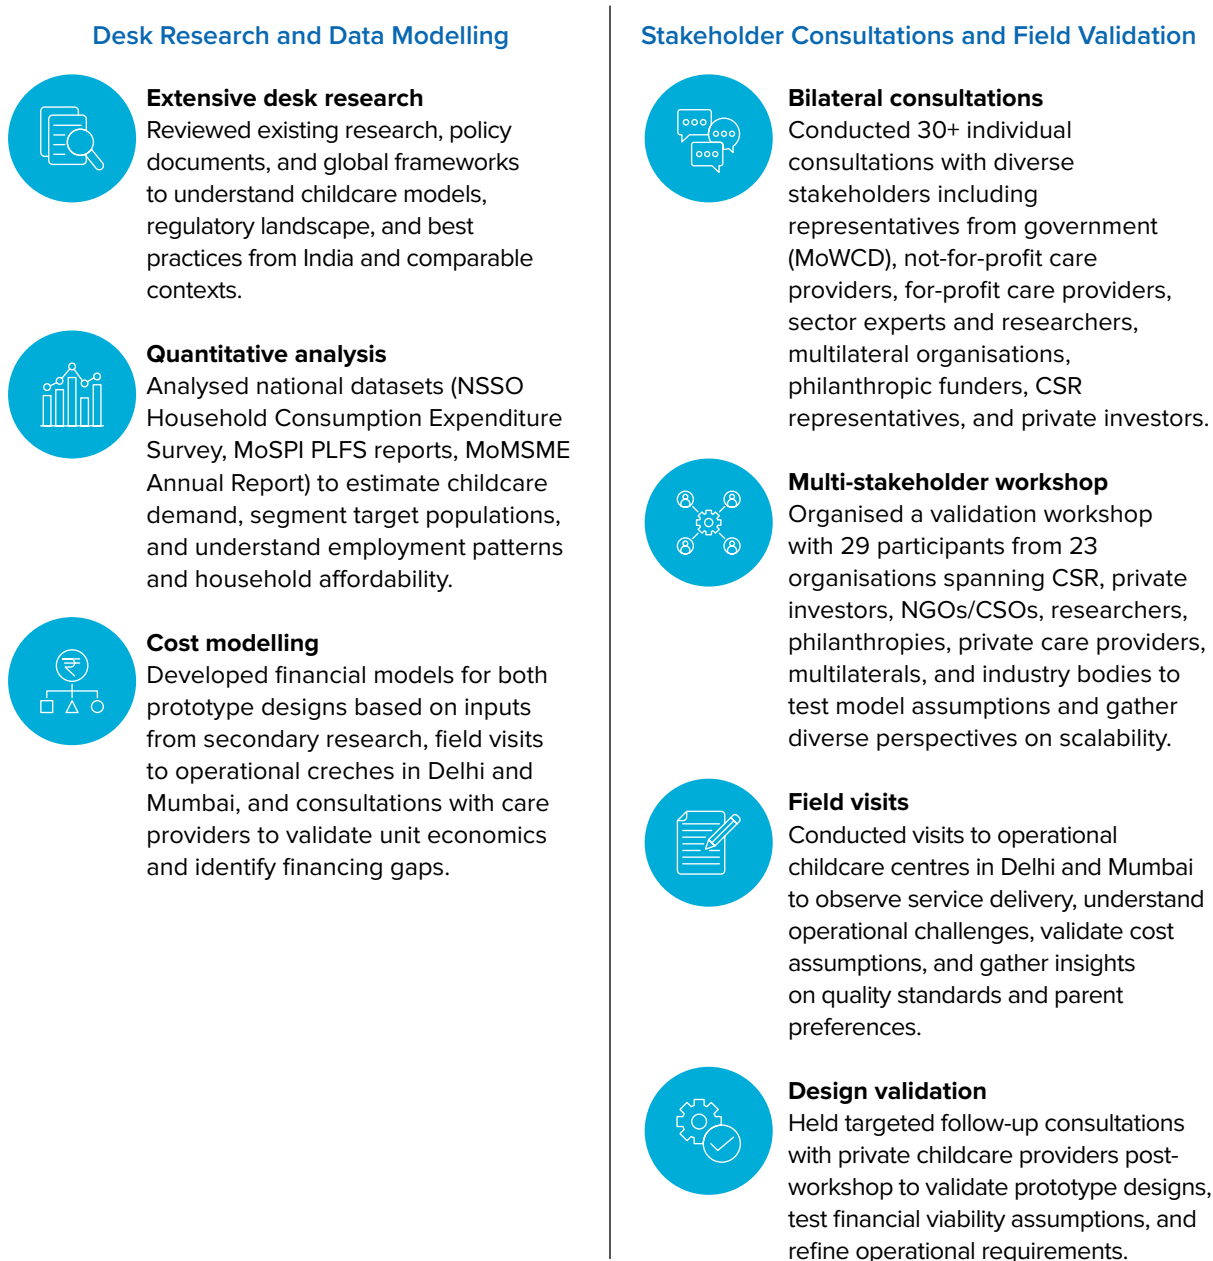 Desk Research and Data Modelling
Extensive desk research
Reviewed existing research, policy
documents, and global frameworks
to understand childcare models,
regulatory landscape, and best
practices from India and comparable
contexts.
Quantitative analysis
Analysed national datasets (NSSO
Household Consumption Expenditure
Survey, MoSPI PLFS reports, MoMSME
Annual Report) to estimate childcare
demand, segment target populations,
and understand employment patterns
and household affordability.
₹
Cost modelling
Developed financial models for both
prototype designs based on inputs
from secondary research, field visits
to operational creches in Delhi and
Mumbai, and consultations with care
providers to validate unit economics
and identify financing gaps.
Stakeholder Consultations and Field Validation
Bilateral consultations
Conducted 30+ individual
consultations with diverse
stakeholders including
representatives from government
(MoWCD), not-for-profit care
providers, for-profit care providers,
sector experts and researchers,
multilateral organisations,
philanthropic funders, CSR
representatives, and private investors.
Multi-stakeholder workshop
Organised a validation workshop
with 29 participants from 23
organisations spanning CSR, private
investors, NGOs/CSOs, researchers,
philanthropies, private care providers,
multilaterals, and industry bodies to
test model assumptions and gather
diverse perspectives on scalability.
Field visits
Conducted visits to operational
childcare centres in Delhi and Mumbai
to observe service delivery, understand
operational challenges, validate cost
assumptions, and gather insights
on quality standards and parent
preferences.
Design validation
Held targeted follow-up consultations
with private childcare providers post-
workshop to validate prototype designs,
test financial viability assumptions, and
refine operational requirements.